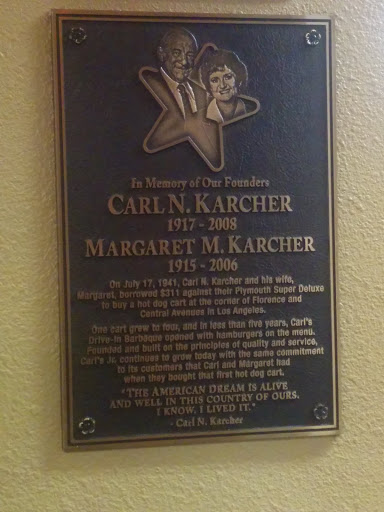 In Memory of Our Founders
CARL N. KARCHER
1917 - 2008
MARGARET M. KARCHER
1915 - 2006
On July 17, 1941, Carl N. Karcher and his wife,
Margaret, borrowed $311 against their Plymouth Super Deluxe
to buy a hot dog cart at the corner of Florence and
Central Avenues in Los Angeles.
One cart grew to four, and in less than five years, Carl's
Drive-In Barbeque opened with hamburgers on the menu.
Founded and built on the principles of quality and service,
Carl's Jr. continues to grow today with the same commitment
to its customers that Carl and Margaret had
when they bought that first hot dog cart.
"THE AMERICAN DREAM IS ALIVE
AND WELL IN THIS COUNTRY OF OURS.
I KNOW, I LIVED IT."
- Carl N. Karcher